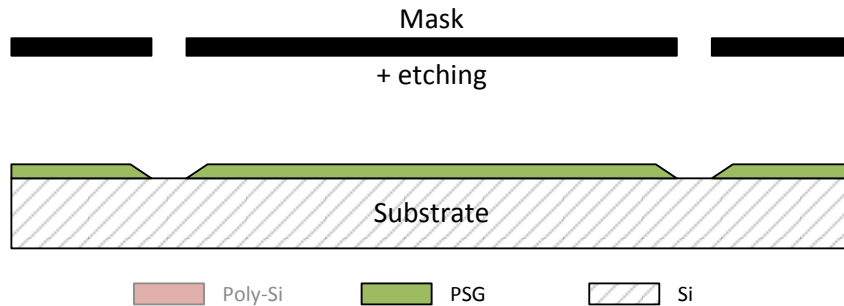 Mask
+ etching
Substrate
Poly-Si PSG Si